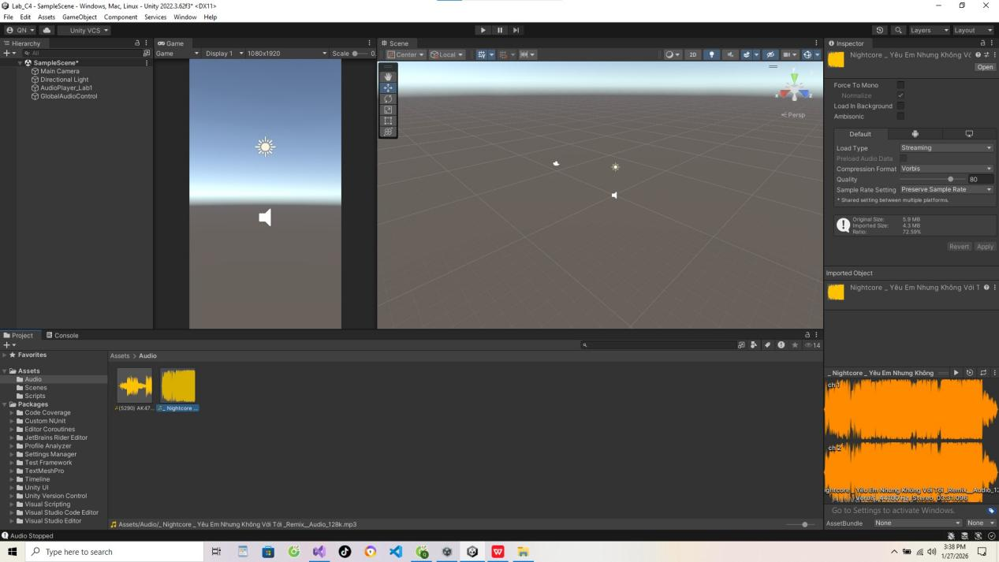 Lab_C4 - SampleScene - Windows, Mac, Linux - Unity 2022.3.62f3* <DX11>
File Edit Assets GameObject Component Services Window Help
QN Unity VCS Layers Layout
Hierarchy
All
SampleScene*
Main Camera
Directional Light
AudioPlayer_Lab1
GlobalAudioControl
Game
Game Display 1 1080x1920 Scale 0.
Scene
Center Local 2D
Persp
Inspector
Nightcore _ Yêu Em Nhưng Không Vớ
Open
Force To Mono
Normalize
Load In Background
Ambisonic
Default
Load Type Streaming
Preload Audio Data
Compression Format Vorbis
Quality 80
Sample Rate Setting Preserve Sample Rate
* Shared setting between multiple platforms.
Original Size: 5.9 MB
Imported Size: 4.3 MB
Ratio: 72.59%
Revert Apply
Imported Object
Nightcore _ Yêu Em Nhưng Không Với T
Project Console
14
Favorites
Assets
Audio
Scenes
Scripts
Packages
Code Coverage
Custom NUnit
Editor Coroutines
JetBrains Rider Editor
Profile Analyzer
Settings Manager
Test Framework
TextMeshPro
Timeline
Unity UI
Unity Version Control
Visual Scripting
Visual Studio Code Editor
Visual Studio Editor
Assets > Audio
(5290) AK47...
_ Nightcore ...
Assets/Audio/_ Nightcore _ Yêu Em Nhưng Không Với Tới _Remix__Audio_128k.mp3
_ Nightcore _ Yêu Em Nhưng Không
ch 1
ch 2
ightcore _ Yêu Em Nhưng Không Với Tới _Remix__Audio_12
Vorbis, 44100 Hz, Stereo, 03:31.096
Go to Settings to activate Windows.
AssetBundle None None
Audio Stopped
Type here to search
3:38 PM
1/27/2026